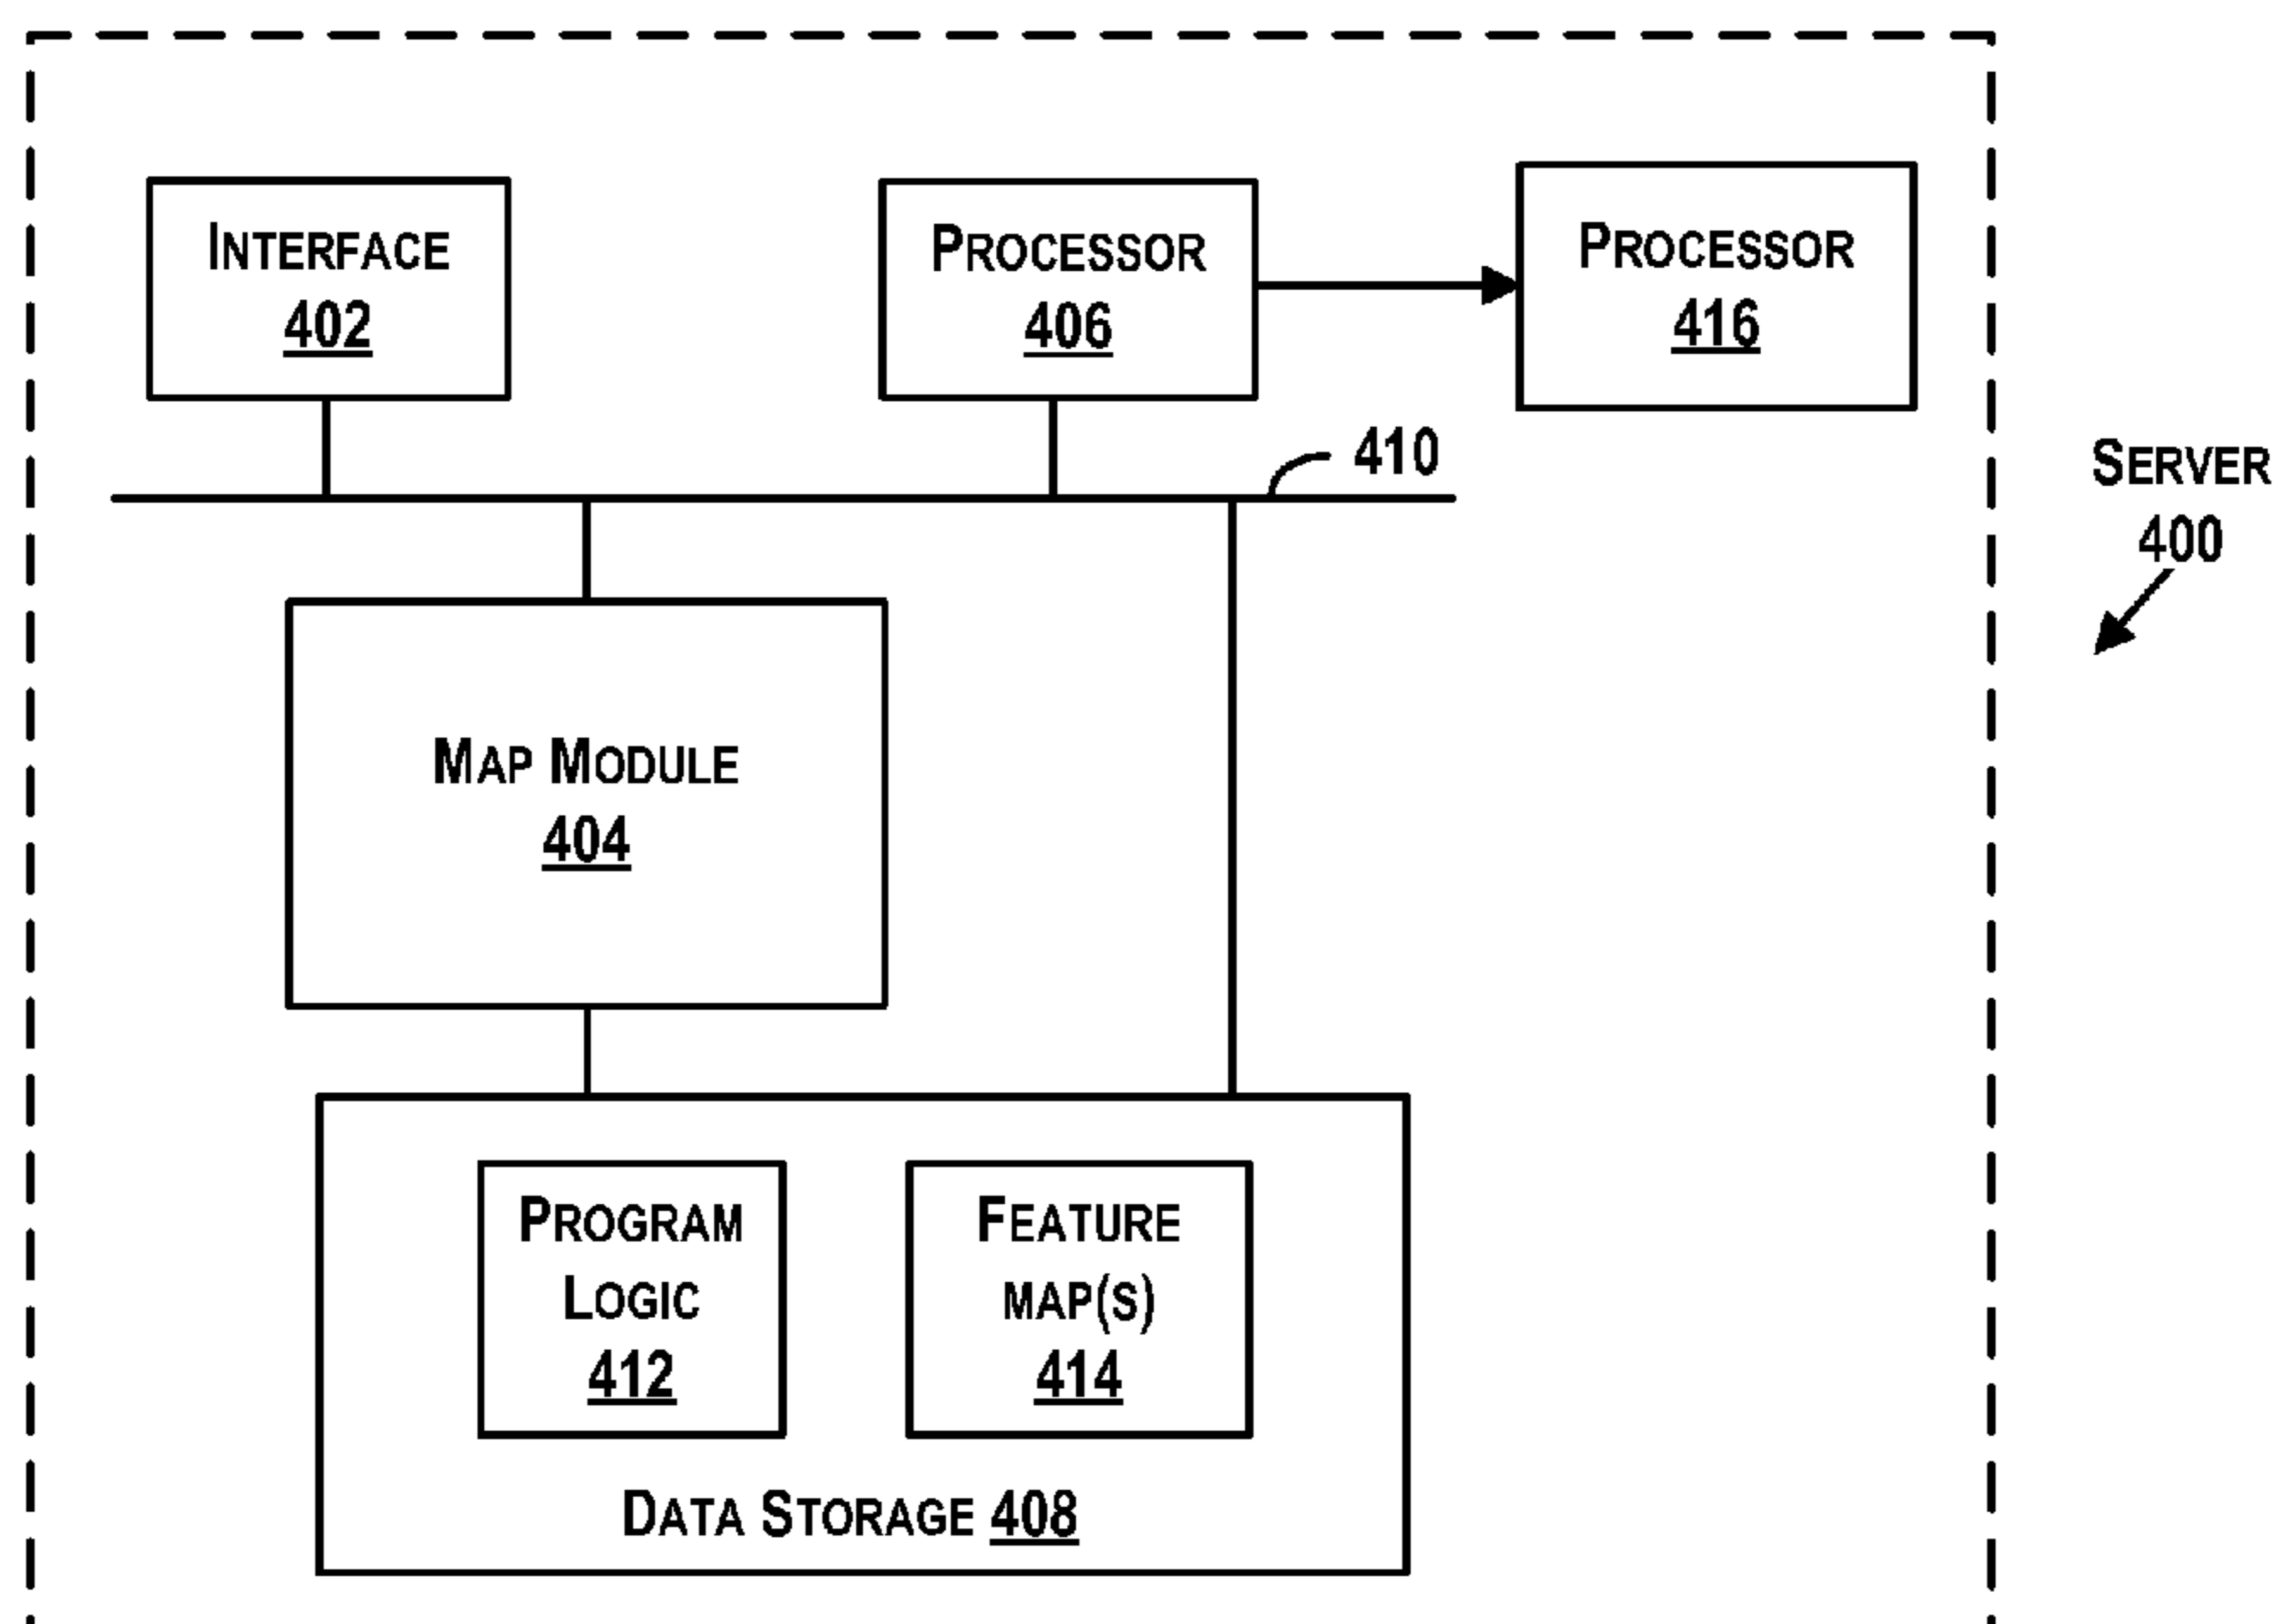 INTERFACE
402
PROCESSOR
406
PROCESSOR
416
410
SERVER
400
MAP MODULE
404
PROGRAM
LOGIC
412
FEATURE
MAP(S)
414
DATA STORAGE 408